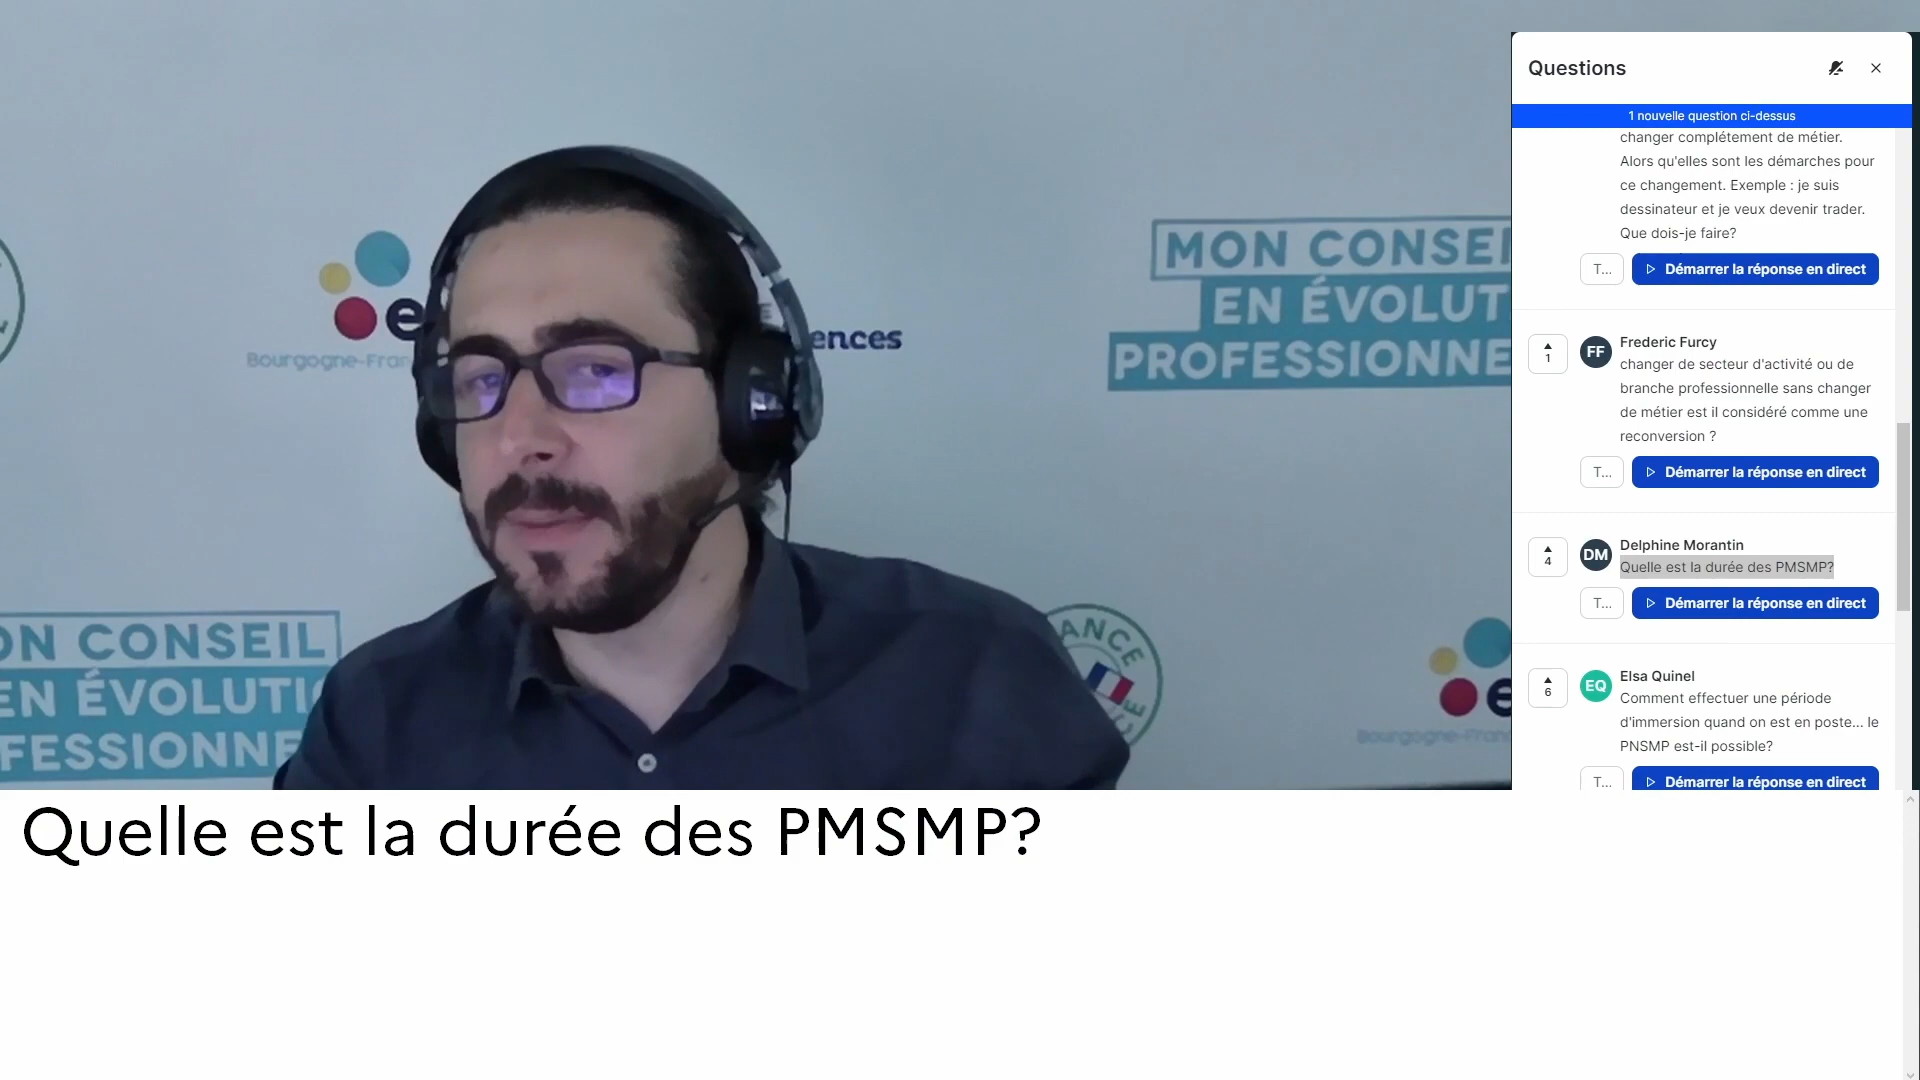 Questions
1 nouvelle question ci-dessus
changer complétement de métier.
Alors qu'elles sont les démarches pour
ce changement. Exemple : je suis
dessinateur et je veux devenir trader.
Que dois-je faire?
T...
Démarrer la réponse en direct
1
FF
Frederic Furcy
changer de secteur d'activité ou de
branche professionnelle sans changer
de métier est il considéré comme une
reconversion ?
T...
Démarrer la réponse en direct
4
DM
Delphine Morantin
Quelle est la durée des PMSMP?
T...
Démarrer la réponse en direct
6
EQ
Elsa Quinel
Comment effectuer une période
d'immersion quand on est en poste... le
PNSMP est-il possible?
T...
Démarrer la réponse en direct
e
ences
Bourgogne-Fran
MON CONSEI
EN ÉVOLUT
PROFESSIONNE
ON CONSEIL
EN ÉVOLUTI
FESSIONNE
ANCE
e
Bourgogne-Fran
Quelle est la durée des PMSMP?